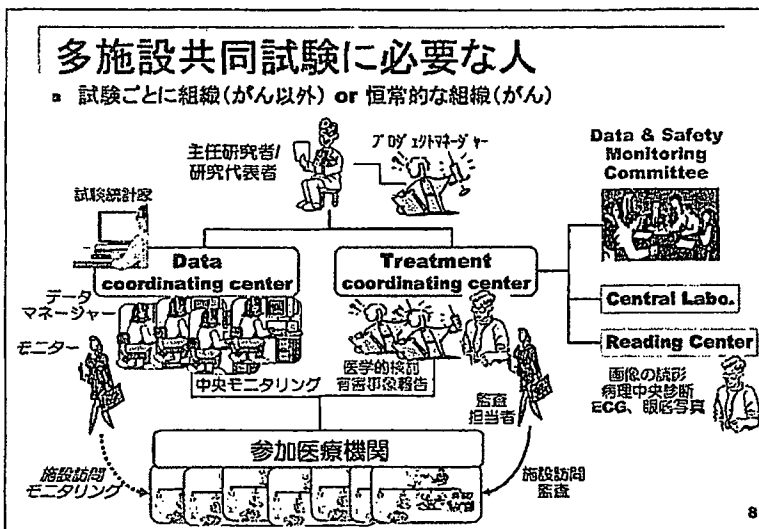 多施設共同試験に必要な人
試験ごとに組織(がん以外) or 恒常的な組織(がん)
主任研究者/
研究代表者
プロジェクトマネージャー
Data & Safety
Monitoring
Committee
試験統計家
Data
coordinating center
Treatment
coordinating center
データ
マネージャー
モニター
中央モニタリング
医学的検討
有害事象報告
監査
担当者
Central Labo.
Reading Center
画像の読影
病理中央診断
ECG、眼底写真
参加医療機関
施設訪問
モニタリング
施設訪問
監査
8